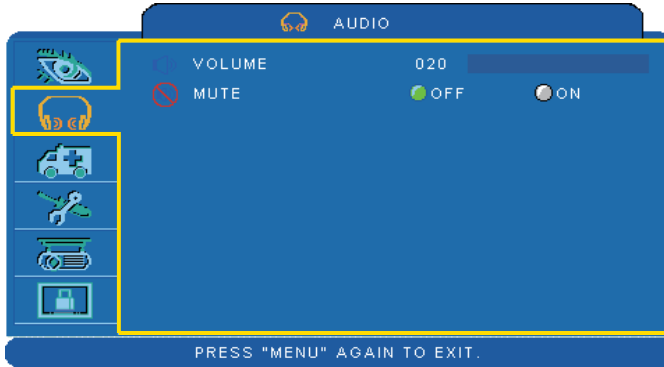 AUDIO
VOLUME 020
MUTE OFF ON
PRESS "MENU" AGAIN TO EXIT.